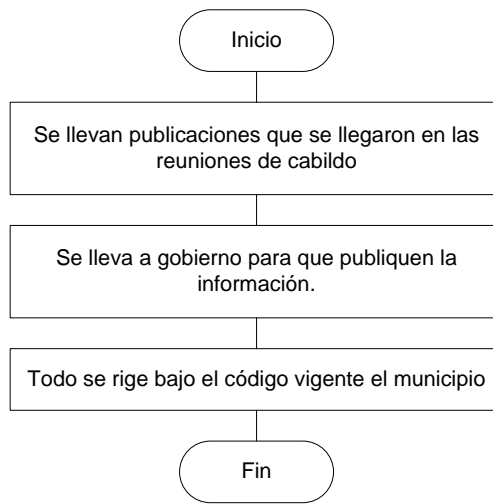 Inicio
Se llevan publicaciones que se llegaron en las
reuniones de cabildo
Se lleva a gobierno para que publiquen la
información.
Todo se rige bajo el código vigente el municipio
Fin